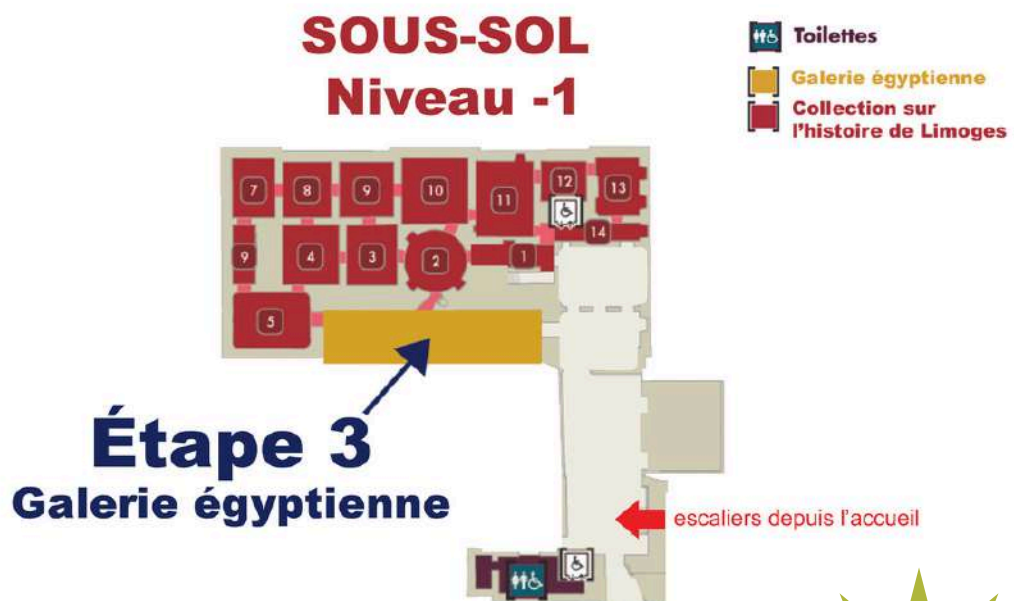 SOUS-SOL
Niveau -1
Toilettes
Galerie égyptienne
Collection sur
l'histoire de Limoges
7
8
9
10
11
12
13
14
9
4
3
2
1
5
Étape 3
Galerie égyptienne
escaliers depuis l'accueil